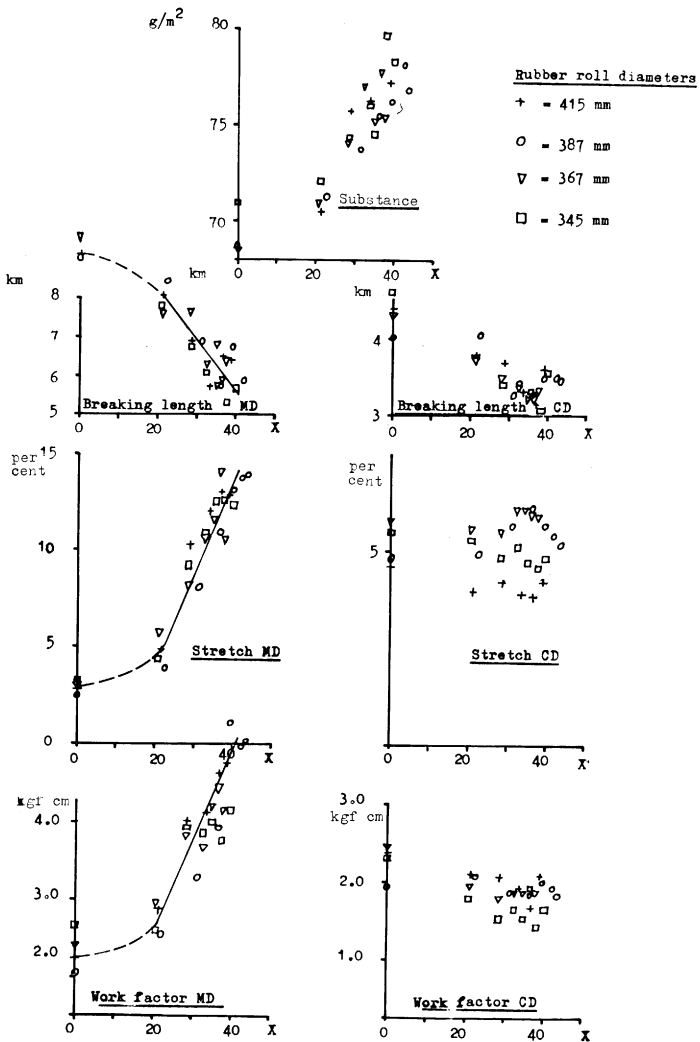 g/m²
80
75
70
0
20
40
X
Substance
Rubber roll diameters
+ = 415 mm
o = 387 mm
▽ = 367 mm
□ = 345 mm
km
8
7
6
5
0
20
40
X
Breaking length MD
km
km
4
3
0
20
40
X
Breaking length CD
per cent
15
10
5
0
0
20
40
X
Stretch MD
per cent
5
0
20
40
X
Stretch CD
kgf cm
4.0
3.0
2.0
0
20
40
X
Work factor MD
3.0
kgf cm
2.0
1.0
0
20
40
X
Work factor CD